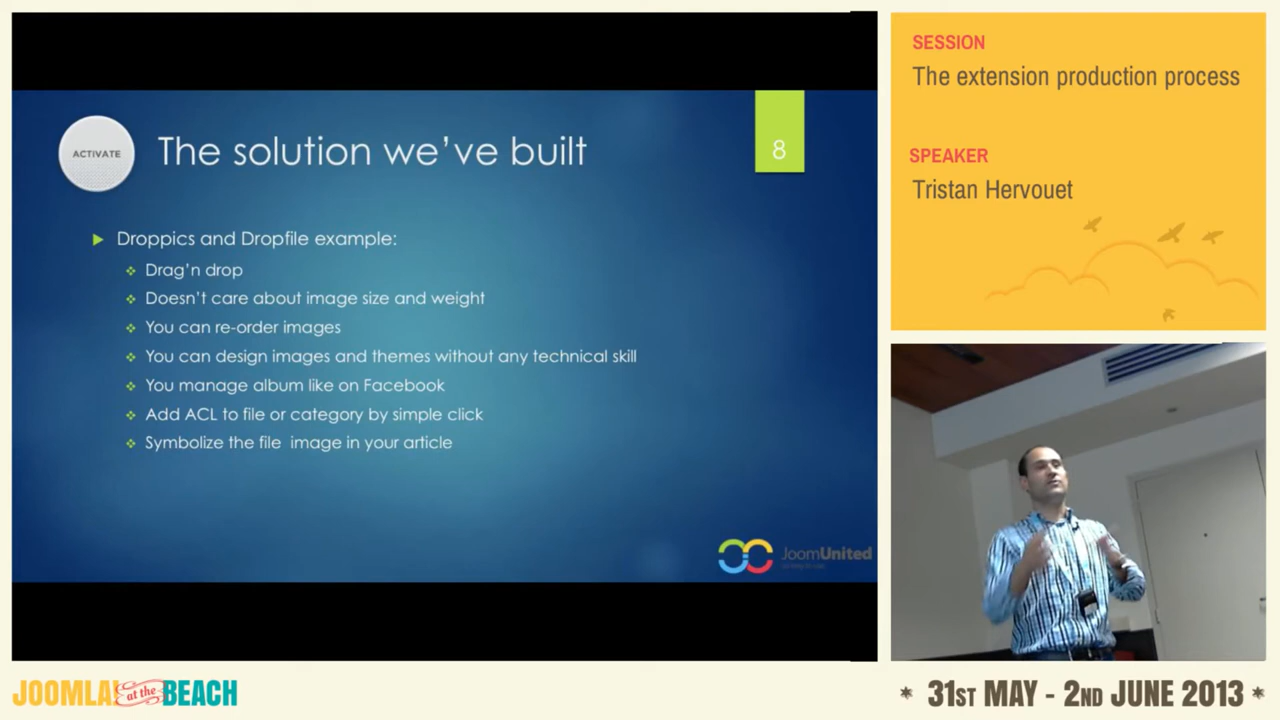 ACTIVATE
The solution we've built
8
Droppics and Dropfile example:
Drag'n drop
Doesn't care about image size and weight
You can re-order images
You can design images and themes without any technical skill
You manage album like on Facebook
Add ACL to file or category by simple click
Symbolize the file  image in your article
JoomUnited
SESSION
The extension production process
SPEAKER
Tristan Hervouet
JOOMLA! at the BEACH
* 31ST MAY - 2ND JUNE 2013 *